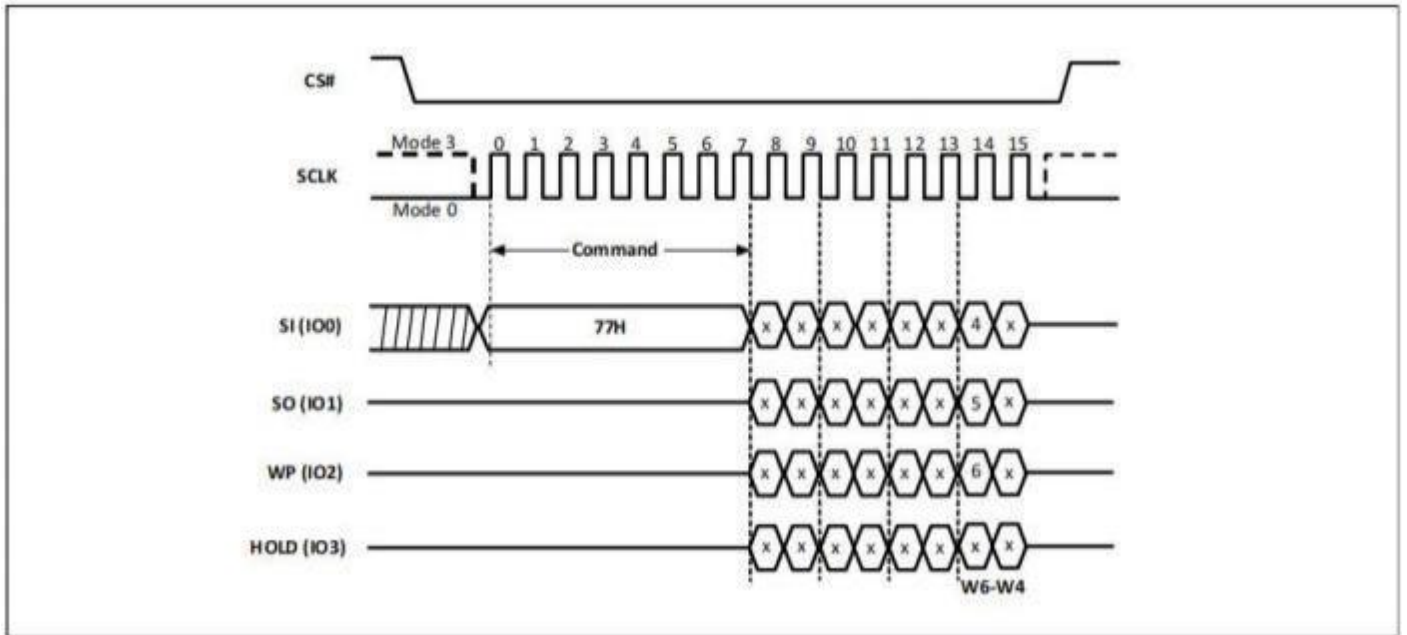 CS#
Mode 3
0 1 2 3 4 5 6 7 8 9 10 11 12 13 14 15
SCLK
Mode 0
Command
SI (IO0) 77H x x x x x x 4 x
SO (IO1) x x x x x x 5 x
WP (IO2) x x x x x x 6 x
HOLD (IO3) x x x x x x x x
W6-W4